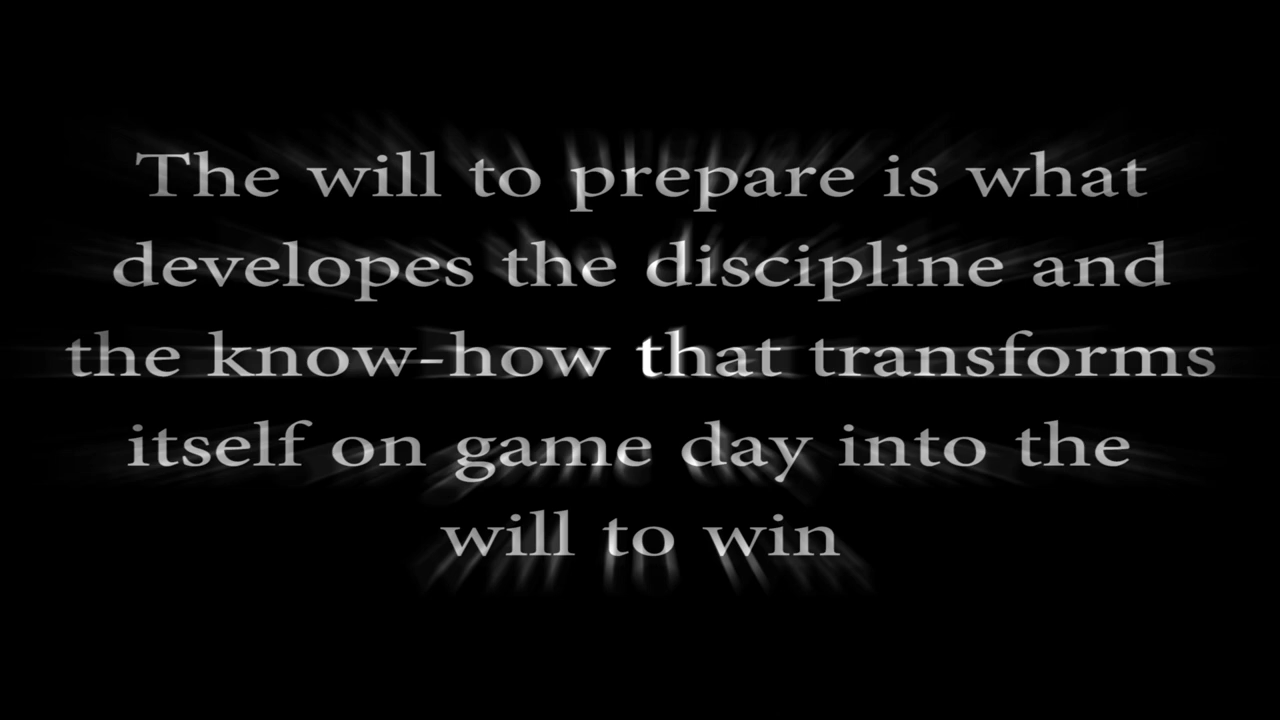 The will to prepare is what
developes the discipline and
the know-how that transforms
itself on game day into the
will to win